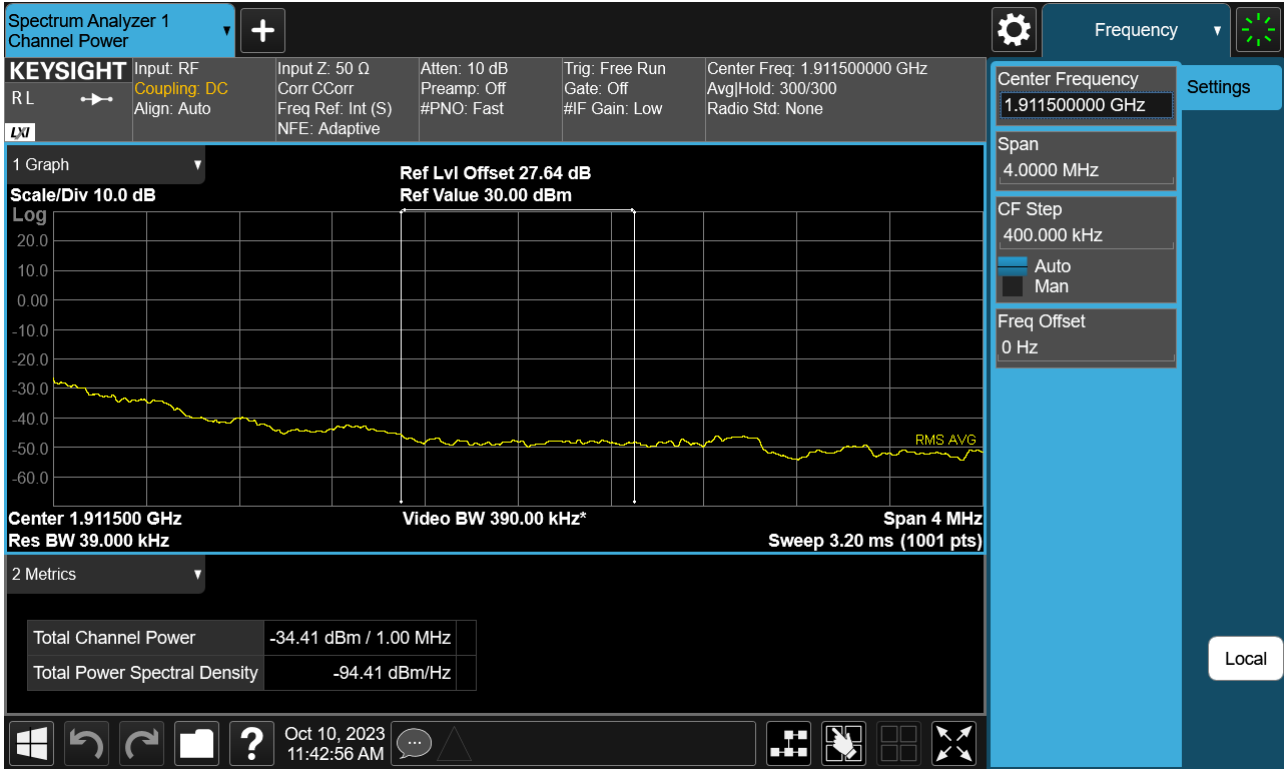 Spectrum Analyzer 1
Channel Power
Frequency
KEYSIGHT
R L
LXI
Input: RF
Coupling: DC
Align: Auto
Input Z: 50 Ω
Corr CCorr
Freq Ref: Int (S)
NFE: Adaptive
Atten: 10 dB
Preamp: Off
#PNO: Fast
Trig: Free Run
Gate: Off
#IF Gain: Low
Center Freq: 1.911500000 GHz
Avg|Hold: 300/300
Radio Std: None
Center Frequency
1.911500000 GHz
Settings
Span
4.0000 MHz
CF Step
400.000 kHz
Auto
Man
Freq Offset
0 Hz
Local
1 Graph
Ref Lvl Offset 27.64 dB
Scale/Div 10.0 dB
Ref Value 30.00 dBm
Log
20.0
10.0
0.00
-10.0
-20.0
-30.0
-40.0
-50.0
-60.0
RMS AVG
Center 1.911500 GHz
Video BW 390.00 kHz*
Span 4 MHz
Res BW 39.000 kHz
Sweep 3.20 ms (1001 pts)
2 Metrics
Total Channel Power -34.41 dBm / 1.00 MHz
Total Power Spectral Density -94.41 dBm/Hz
?
Oct 10, 2023
11:42:56 AM